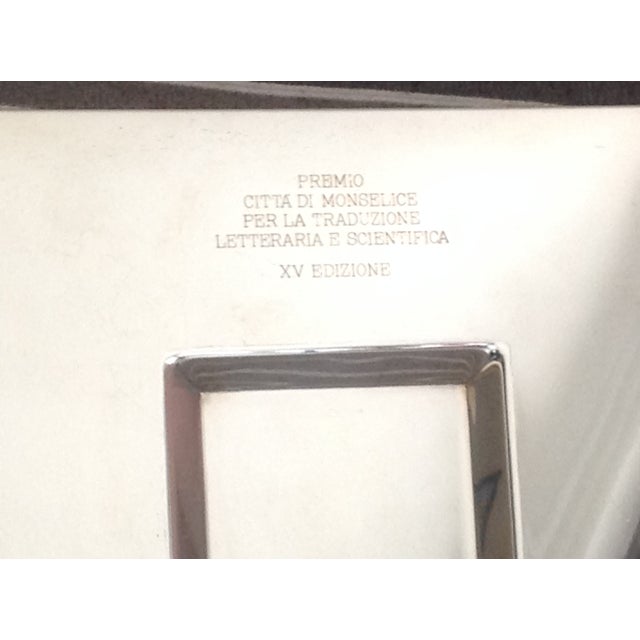 PREMIO
CITTA DI MONSELICE
PER LA TRADUZIONE
LETTERARIA E SCIENTIFICA
XV EDIZIONE